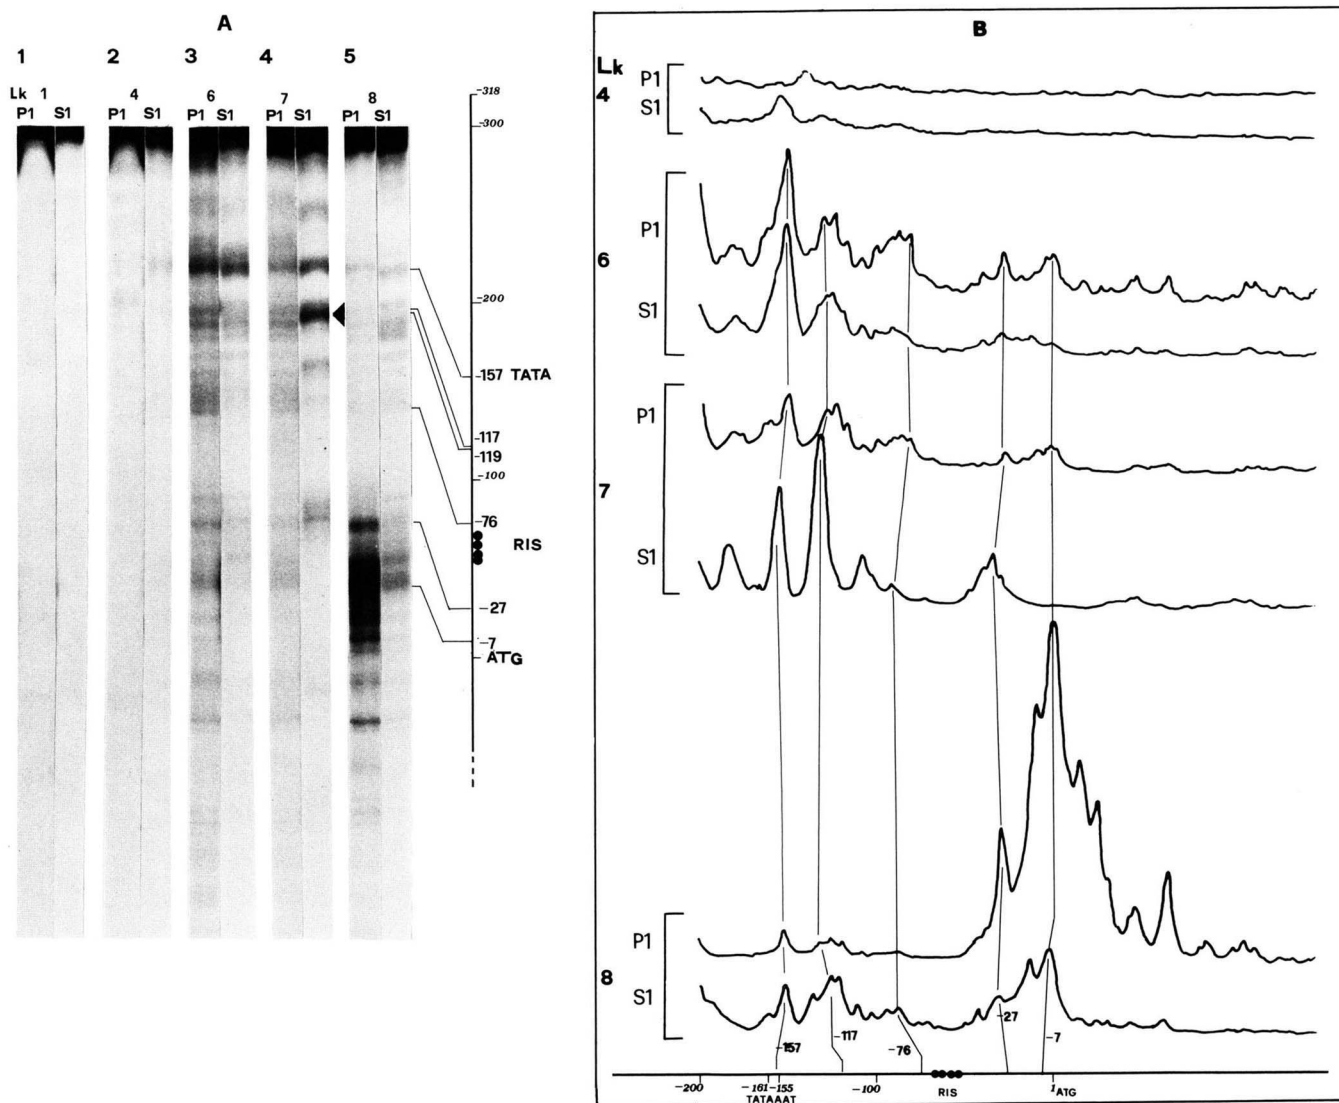 A
1 2 3 4 5
Lk 1 4 6 7 8
P1 S1 P1 S1 P1 S1 P1 S1 P1 S1
-318
-300
-200
-157 TATA
-117
-119
-100
-76
RIS
-27
-7
ATG
B
Lk
4
P1
S1
6
P1
S1
7
P1
S1
8
P1
S1
-157
-117
-76
-27
-7
-200 -161-155 -100 RIS 1ATG
TATAAAT